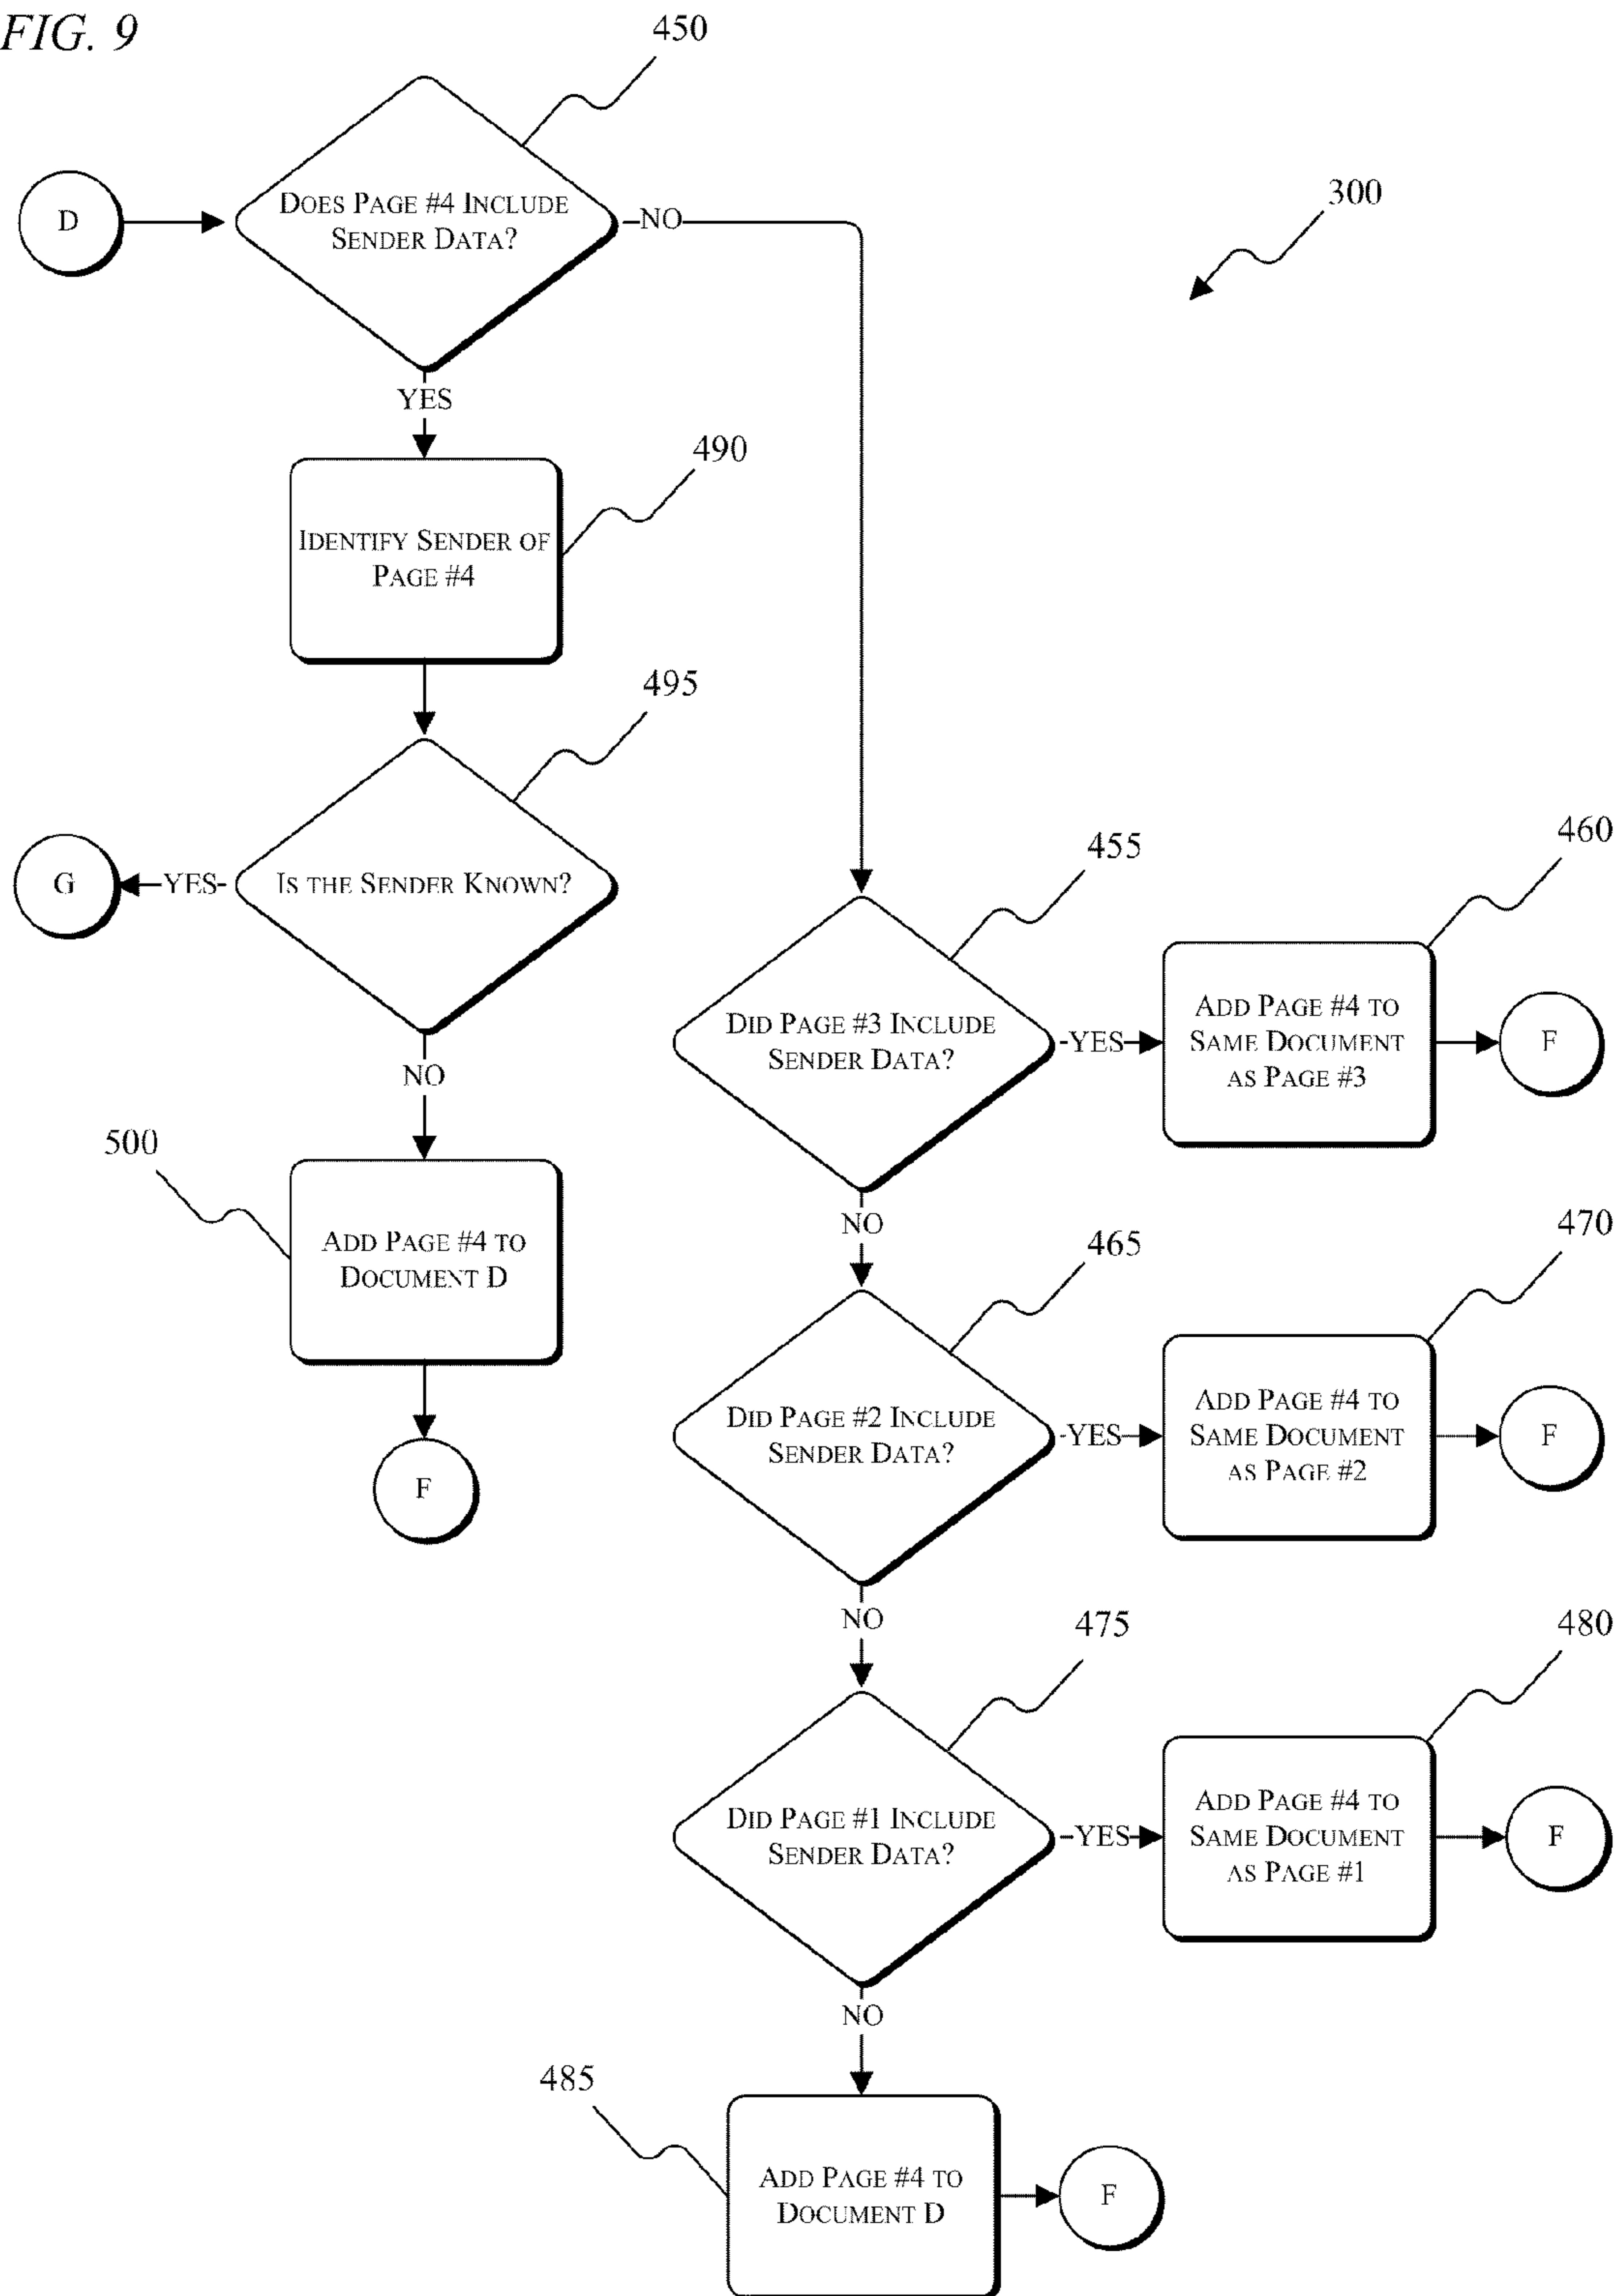 FIG. 9
450
D
DOES PAGE #4 INCLUDE
SENDER DATA?
NO
300
YES
490
IDENTIFY SENDER OF
PAGE #4
495
G
YES
IS THE SENDER KNOWN?
NO
500
ADD PAGE #4 TO
DOCUMENT D
F
455
DID PAGE #3 INCLUDE
SENDER DATA?
YES
460
ADD PAGE #4 TO
SAME DOCUMENT
AS PAGE #3
F
NO
465
DID PAGE #2 INCLUDE
SENDER DATA?
YES
470
ADD PAGE #4 TO
SAME DOCUMENT
AS PAGE #2
F
NO
475
DID PAGE #1 INCLUDE
SENDER DATA?
YES
480
ADD PAGE #4 TO
SAME DOCUMENT
AS PAGE #1
F
NO
485
ADD PAGE #4 TO
DOCUMENT D
F